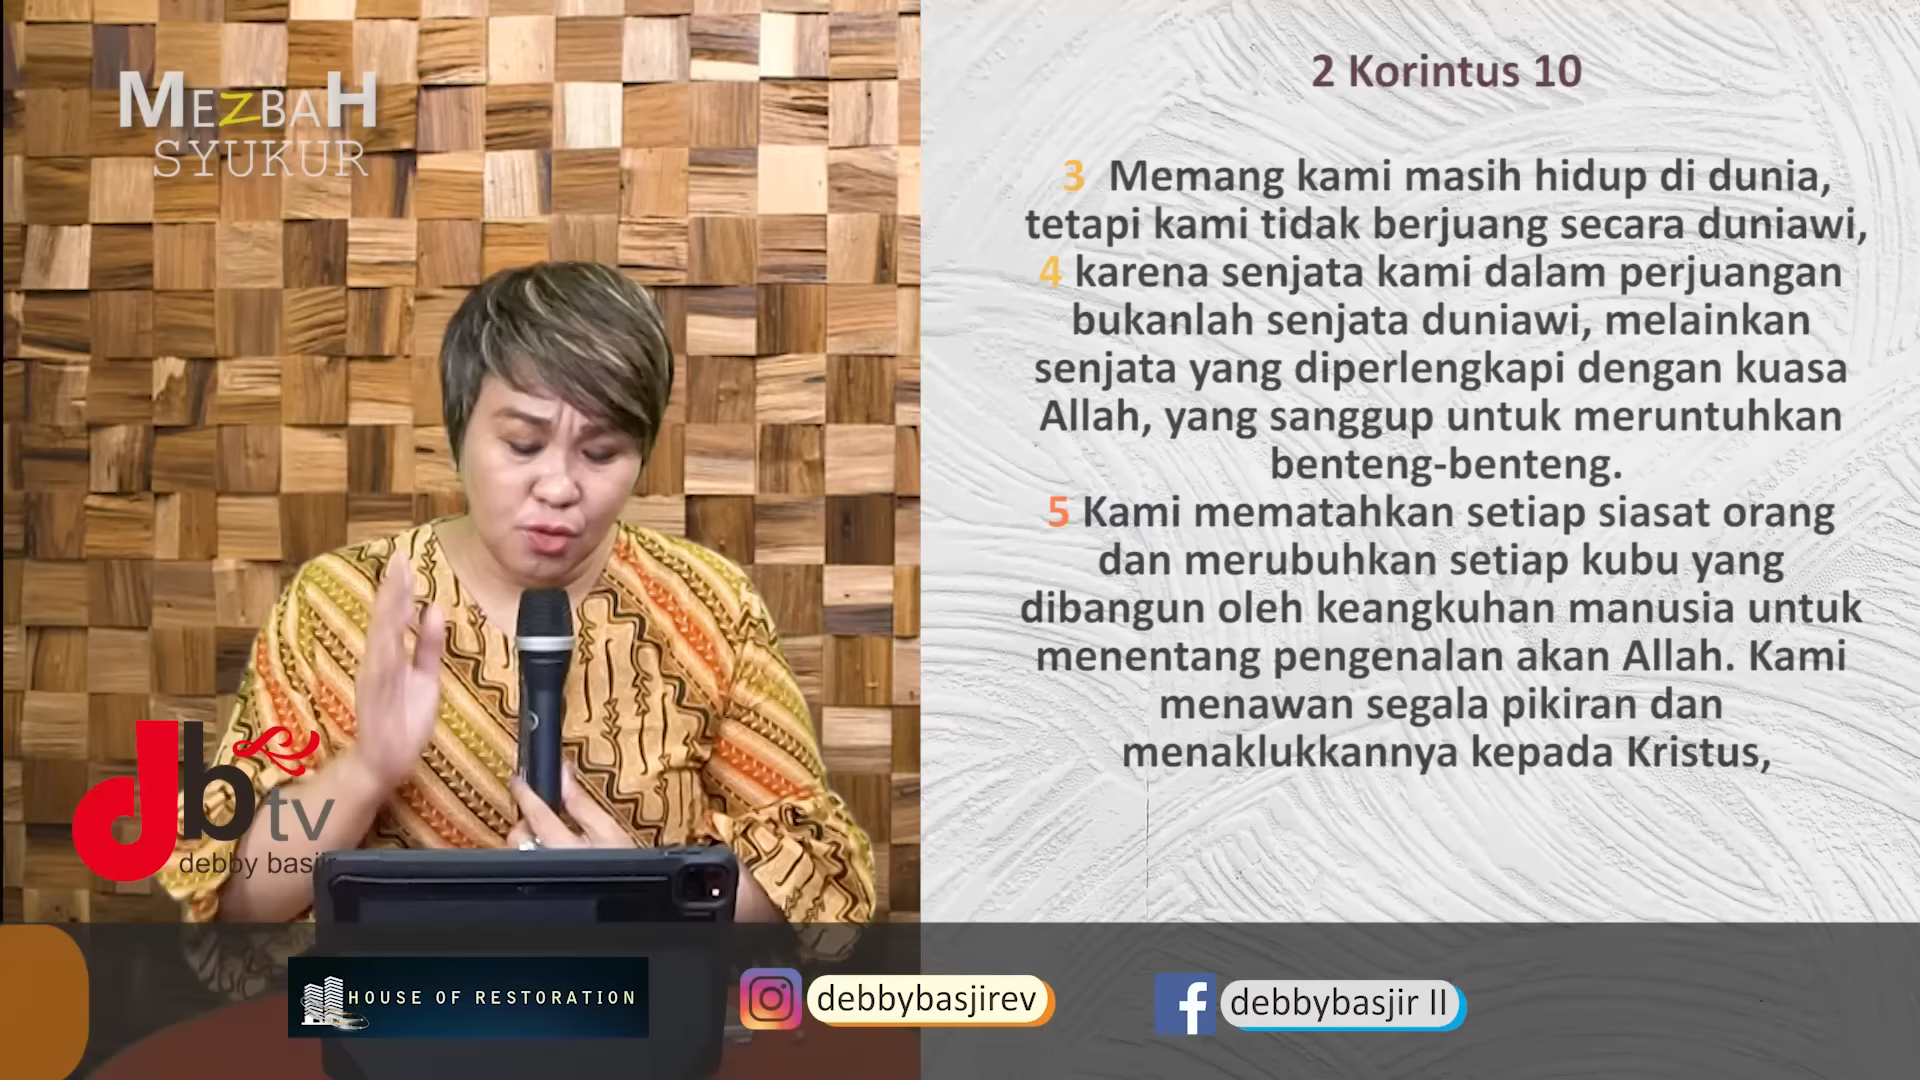 MEZBAH
SYUKUR
2 Korintus 10
3 Memang kami masih hidup di dunia,
tetapi kami tidak berjuang secara duniawi,
4 karena senjata kami dalam perjuangan
bukanlah senjata duniawi, melainkan
senjata yang diperlengkapi dengan kuasa
Allah, yang sanggup untuk meruntuhkan
benteng-benteng.
5 Kami mematahkan setiap siasat orang
dan merubuhkan setiap kubu yang
dibangun oleh keangkuhan manusia untuk
menentang pengenalan akan Allah. Kami
menawan segala pikiran dan
menaklukkannya kepada Kristus,
db tv
debby basjir
HOUSE OF RESTORATION
debbybasjirev
debbybasjir II